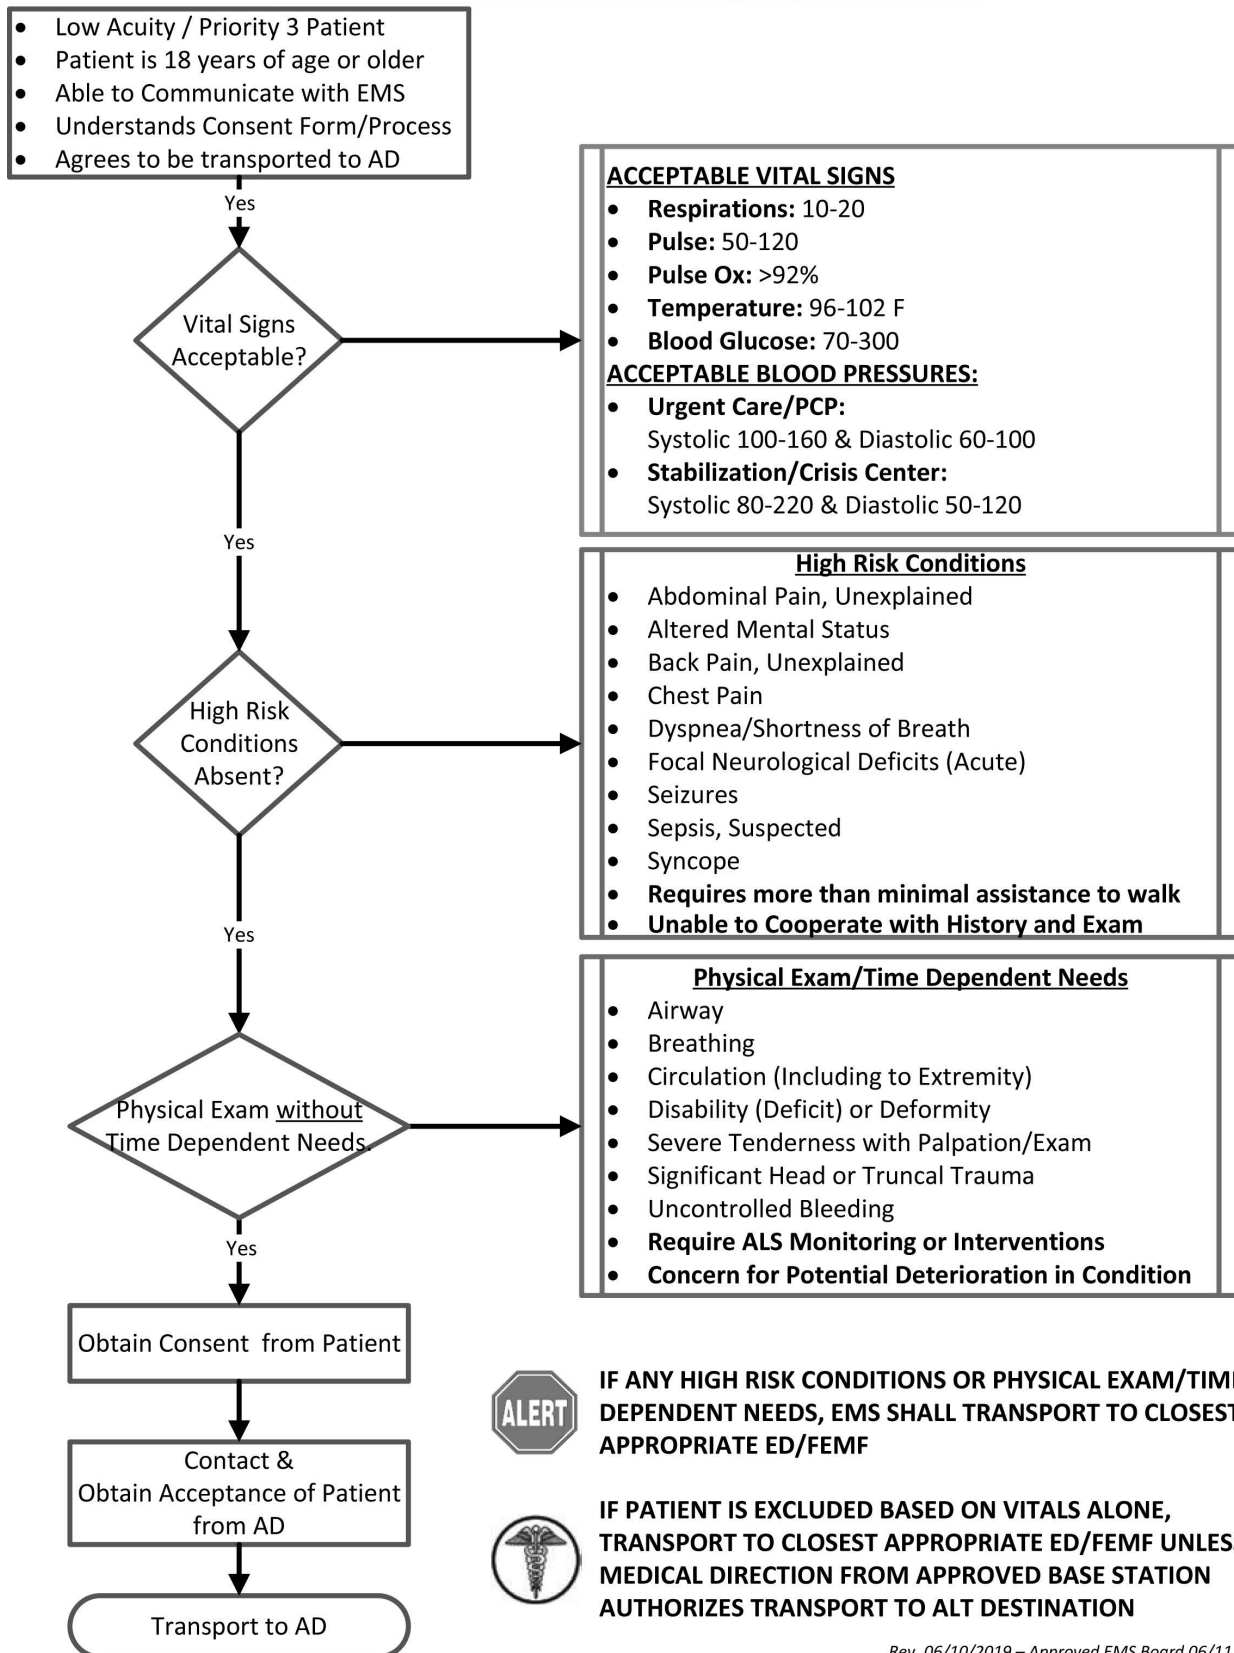 • Low Acuity / Priority 3 Patient
• Patient is 18 years of age or older
• Able to Communicate with EMS
• Understands Consent Form/Process
• Agrees to be transported to AD
Yes
Vital Signs
Acceptable?
ACCEPTABLE VITAL SIGNS
• Respirations: 10-20
• Pulse: 50-120
• Pulse Ox: >92%
• Temperature: 96-102 F
• Blood Glucose: 70-300
ACCEPTABLE BLOOD PRESSURES:
• Urgent Care/PCP:
Systolic 100-160 & Diastolic 60-100
• Stabilization/Crisis Center:
Systolic 80-220 & Diastolic 50-120
Yes
High Risk
Conditions
Absent?
High Risk Conditions
• Abdominal Pain, Unexplained
• Altered Mental Status
• Back Pain, Unexplained
• Chest Pain
• Dyspnea/Shortness of Breath
• Focal Neurological Deficits (Acute)
• Seizures
• Sepsis, Suspected
• Syncope
• Requires more than minimal assistance to walk
• Unable to Cooperate with History and Exam
Yes
Physical Exam without
Time Dependent Needs.
Physical Exam/Time Dependent Needs
• Airway
• Breathing
• Circulation (Including to Extremity)
• Disability (Deficit) or Deformity
• Severe Tenderness with Palpation/Exam
• Significant Head or Truncal Trauma
• Uncontrolled Bleeding
• Require ALS Monitoring or Interventions
• Concern for Potential Deterioration in Condition
Yes
Obtain Consent from Patient
Contact &
Obtain Acceptance of Patient
from AD
Transport to AD
ALERT
IF ANY HIGH RISK CONDITIONS OR PHYSICAL EXAM/TIM
DEPENDENT NEEDS, EMS SHALL TRANSPORT TO CLOSEST
APPROPRIATE ED/FEMF
IF PATIENT IS EXCLUDED BASED ON VITALS ALONE,
TRANSPORT TO CLOSEST APPROPRIATE ED/FEMF UNLES
MEDICAL DIRECTION FROM APPROVED BASE STATION
AUTHORIZES TRANSPORT TO ALT DESTINATION
Rev. 06/10/2019 – Approved EMS Board 06/11